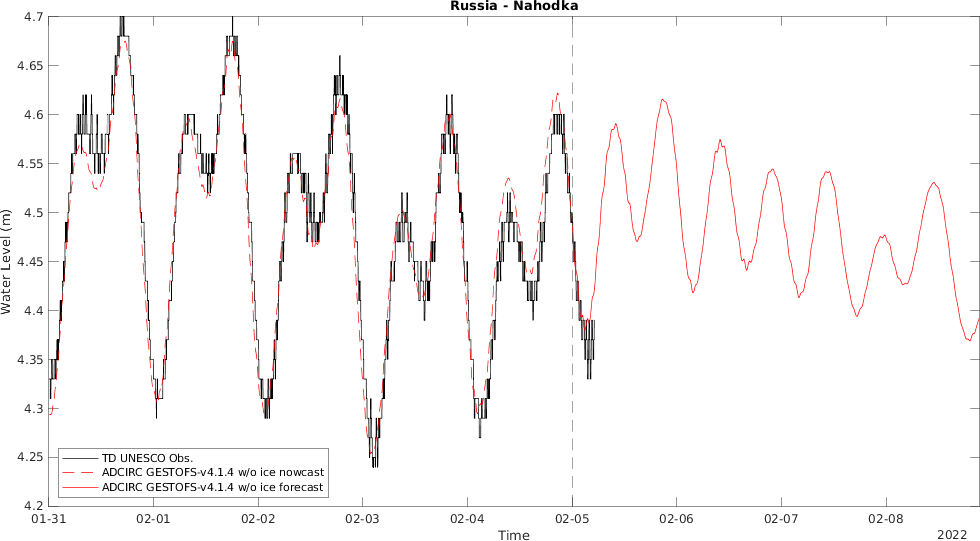 Russia - Nahodka
4.7
4.65
4.6
4.55
4.5
4.45
4.4
4.35
4.3
4.25
4.2
Water Level (m)
TD UNESCO Obs.
ADCIRC GESTOFS-v4.1.4 w/o ice nowcast
ADCIRC GESTOFS-v4.1.4 w/o ice forecast
01-31 02-01 02-02 02-03 02-04 02-05 02-06 02-07 02-08
Time
2022